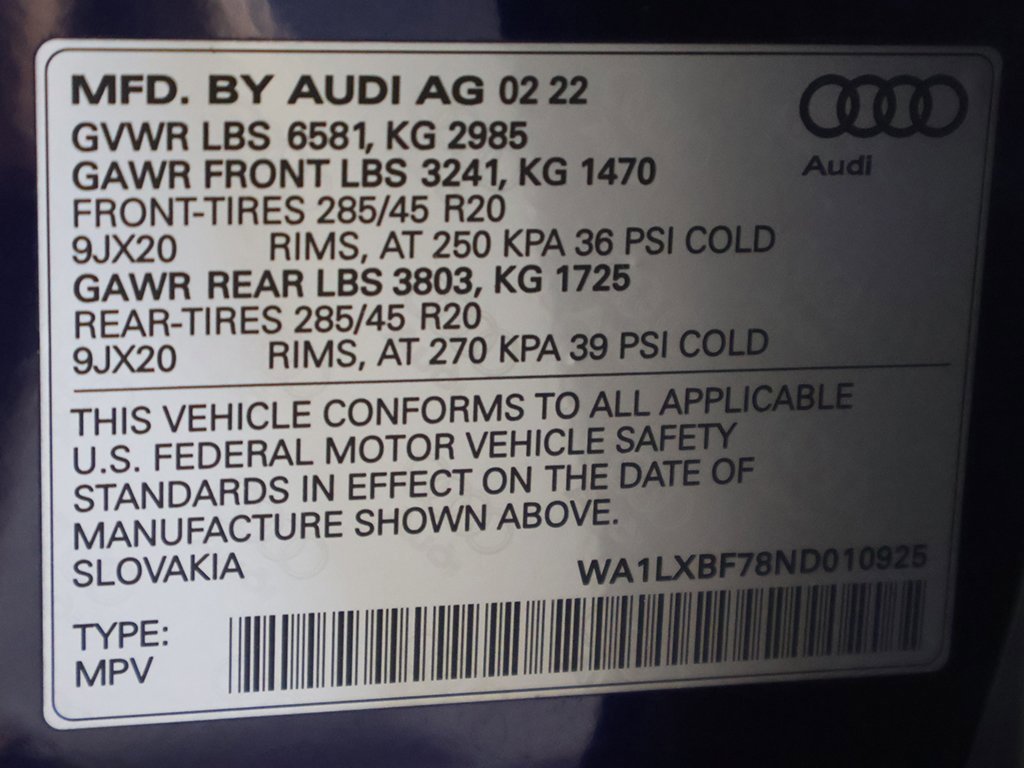 MFD. BY AUDI AG 02 22
GVWR LBS 6581, KG 2985
GAWR FRONT LBS 3241, KG 1470
FRONT-TIRES 285/45 R20
9JX20 RIMS, AT 250 KPA 36 PSI COLD
GAWR REAR LBS 3803, KG 1725
REAR-TIRES 285/45 R20
9JX20 RIMS, AT 270 KPA 39 PSI COLD
Audi
THIS VEHICLE CONFORMS TO ALL APPLICABLE
U.S. FEDERAL MOTOR VEHICLE SAFETY
STANDARDS IN EFFECT ON THE DATE OF
MANUFACTURE SHOWN ABOVE.
SLOVAKIA WA1LXBF78ND010925
TYPE:
MPV